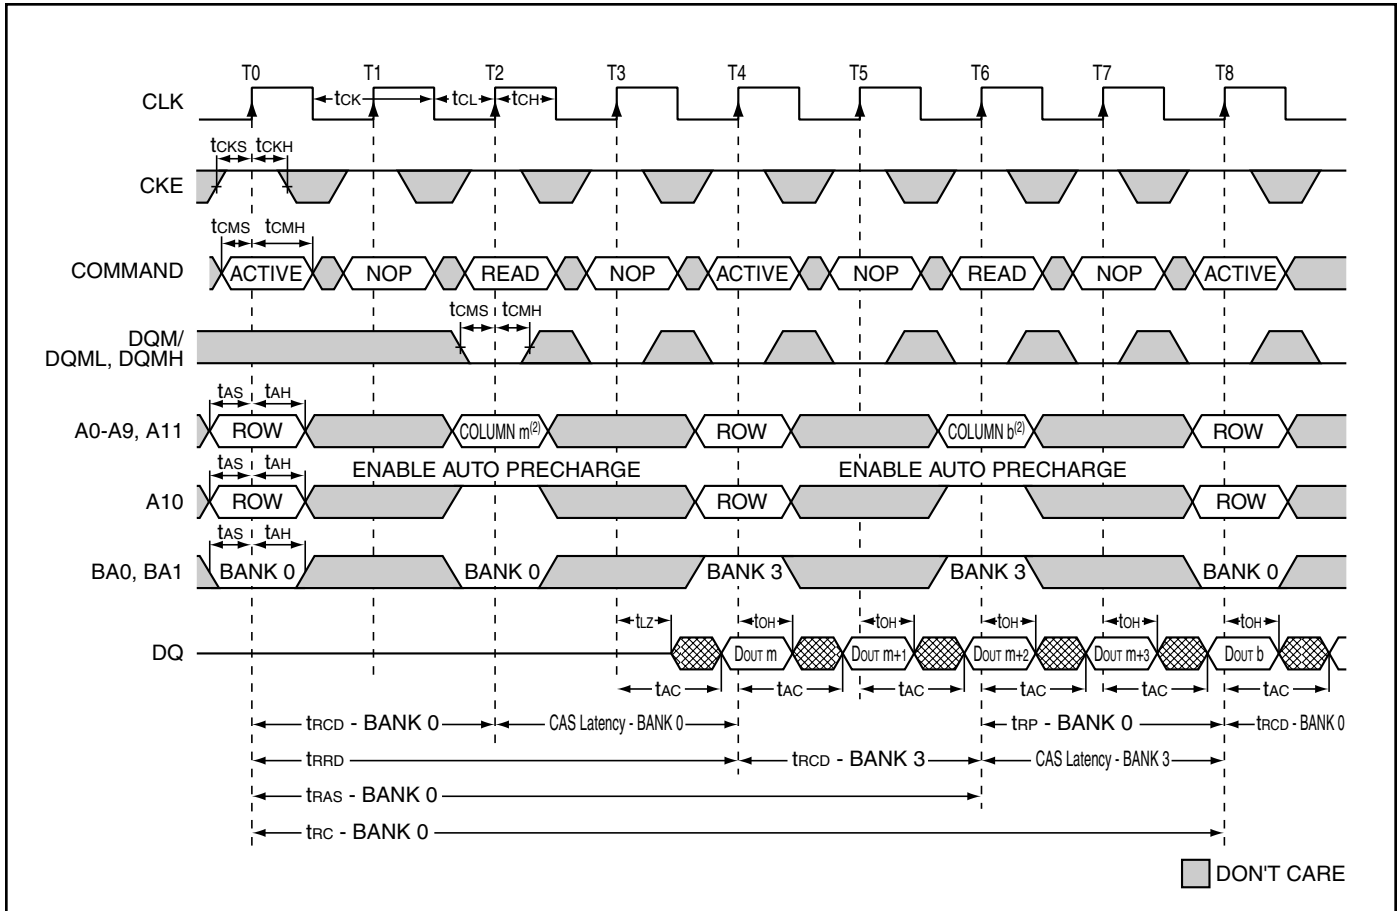 T0 T1 T2 T3 T4 T5 T6 T7 T8
CLK tCK tCL tCH
tCKS tCKH
CKE
tCMS tCMH
COMMAND ACTIVE NOP READ NOP ACTIVE NOP READ NOP ACTIVE
tCMS tCMH
DQM/
DQML, DQMH
tAS tAH
A0-A9, A11 ROW COLUMN m(2) ROW COLUMN b(2) ROW
tAS tAH ENABLE AUTO PRECHARGE ENABLE AUTO PRECHARGE
A10 ROW ROW ROW
tAS tAH
BA0, BA1 BANK 0 BANK 0 BANK 3 BANK 3 BANK 0
tLZ tOH tOH tOH tOH tOH
DQ DOUT m DOUT m+1 DOUT m+2 DOUT m+3 DOUT b
tAC tAC tAC tAC tAC tAC
tRCD - BANK 0 CAS Latency - BANK 0 tRP - BANK 0 tRCD - BANK 0
tRRD tRCD - BANK 3 CAS Latency - BANK 3
tRAS - BANK 0
tRC - BANK 0
DON'T CARE